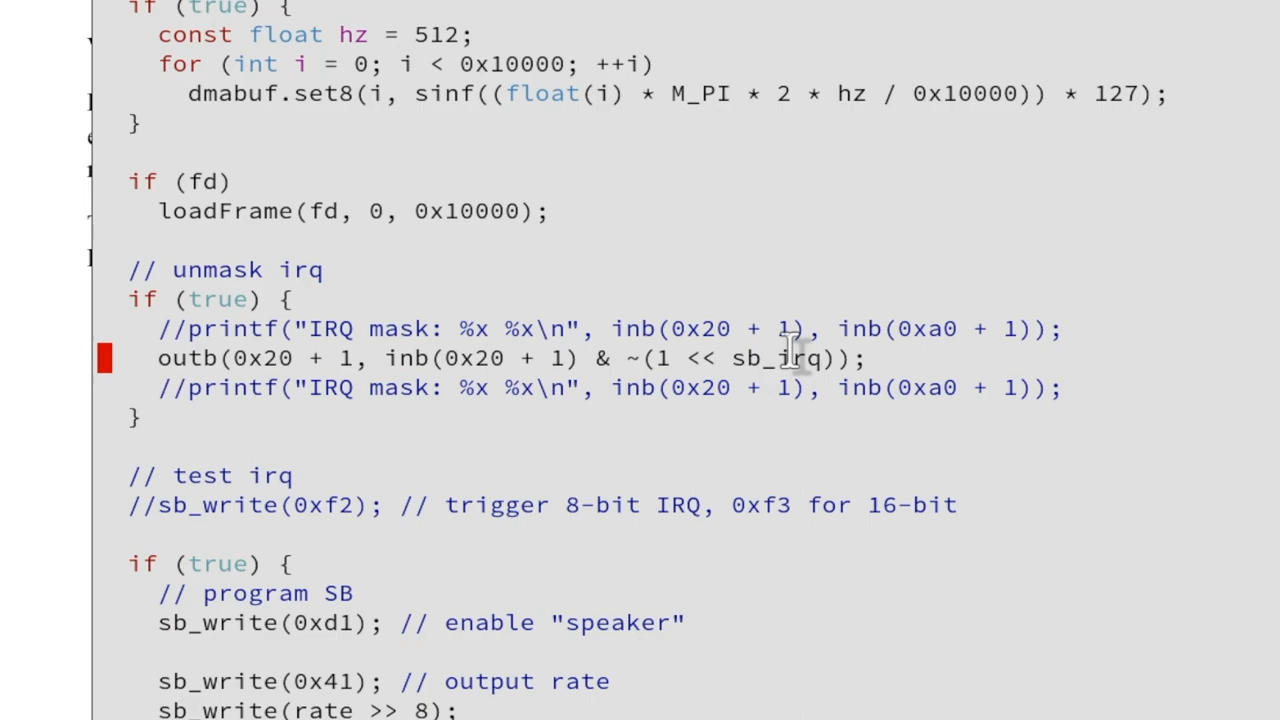 if (true) {
const float hz = 512;
for (int i = 0; i < 0x10000; ++i)
dmabuf.set8(i, sinf((float(i) * M_PI * 2 * hz / 0x10000)) * 127);
}
if (fd)
loadFrame(fd, 0, 0x10000);
// unmask irq
if (true) {
//printf("IRQ mask: %x %x\n", inb(0x20 + 1), inb(0xa0 + 1));
outb(0x20 + 1, inb(0x20 + 1) & ~(1 << sb_irq));
//printf("IRQ mask: %x %x\n", inb(0x20 + 1), inb(0xa0 + 1));
}
// test irq
//sb_write(0xf2); // trigger 8-bit IRQ, 0xf3 for 16-bit
if (true) {
// program SB
sb_write(0xd1); // enable "speaker"
sb_write(0x41); // output rate
sb_write(rate >> 8);